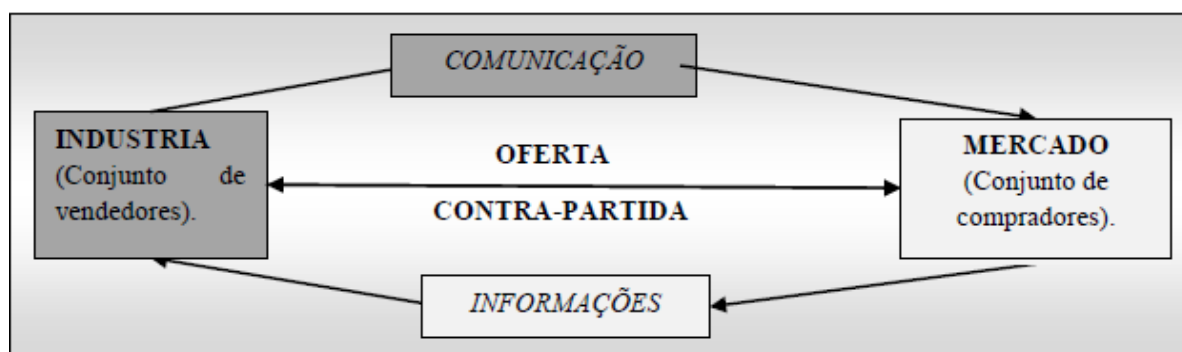 COMUNICAÇÃO
INDUSTRIA
(Conjunto de
vendedores).
OFERTA
CONTRA-PARTIDA
MERCADO
(Conjunto de
compradores).
INFORMAÇÕES